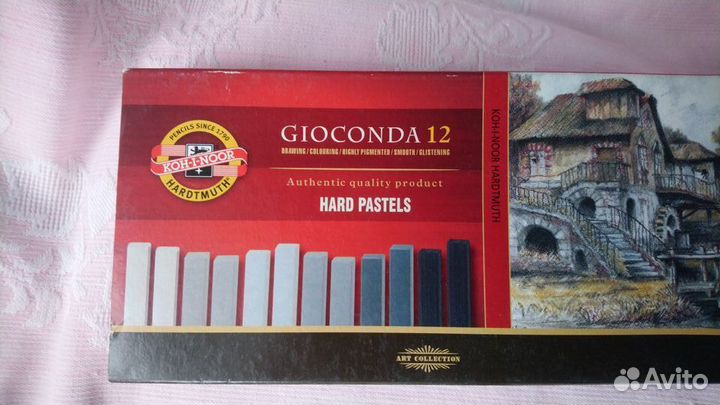 PENCILS SINCE 1790
KOH-I-NOOR
HARDTMUTH
GIOCONDA 12
DRAWING / COLOURING / HIGHLY PIGMENTED / SMOOTH / GLISTENING
Authentic quality product
HARD PASTELS
KOH-I-NOOR HARDTMUTH
ART COLLECTION
Avito